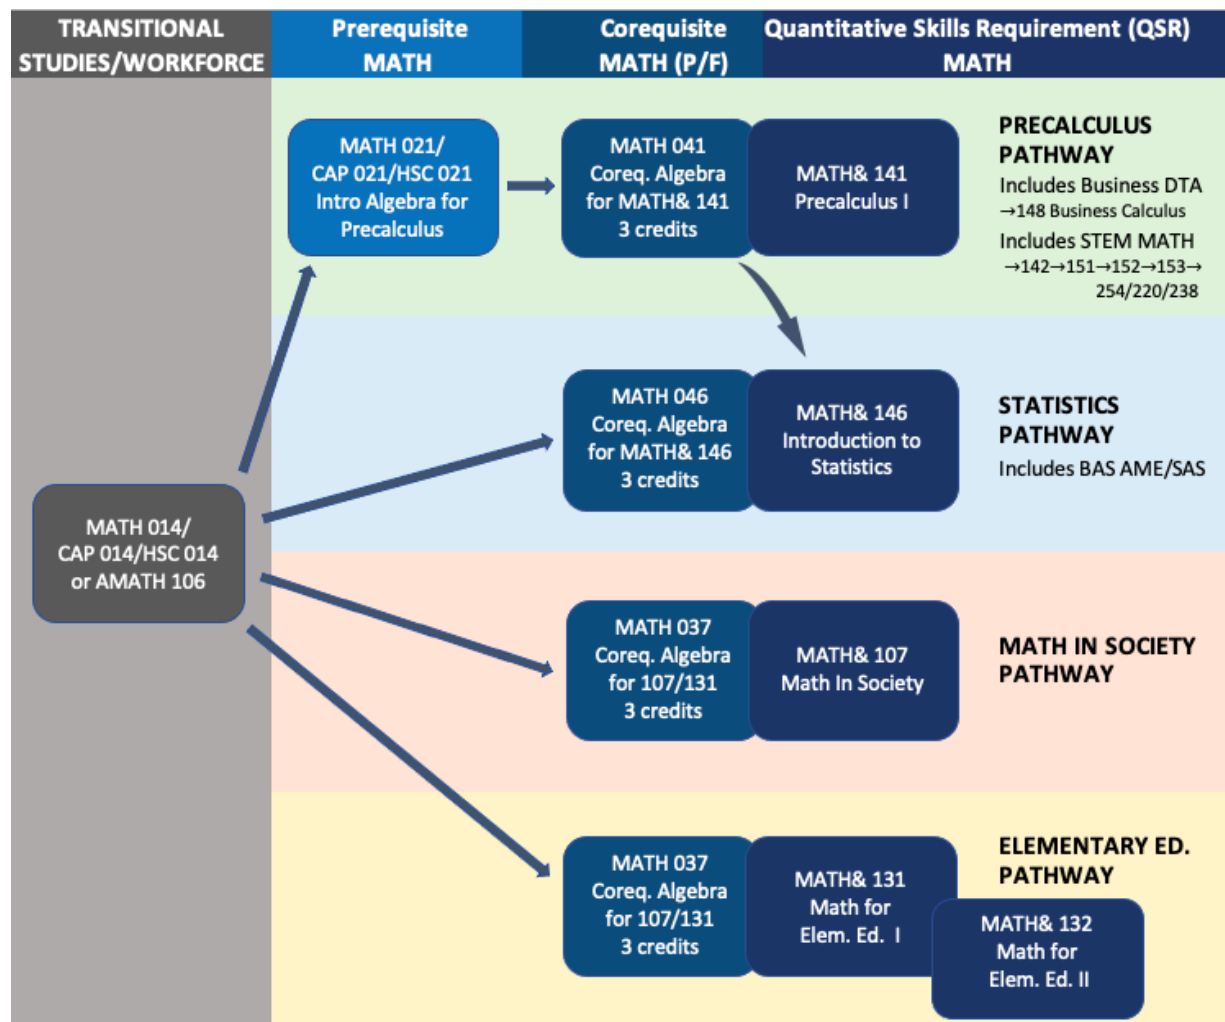 TRANSITIONAL
STUDIES/WORKFORCE
Prerequisite
MATH
Corequisite
MATH (P/F)
Quantitative Skills Requirement (QSR)
MATH
MATH 021/
CAP 021/HSC 021
Intro Algebra for
Precalculus
MATH 041
Coreq. Algebra
for MATH& 141
3 credits
MATH& 141
Precalculus I
PRECALCULUS
PATHWAY
Includes Business DTA
→148 Business Calculus
Includes STEM MATH
→142→151→152→153→
254/220/238
MATH 046
Coreq. Algebra
for MATH& 146
3 credits
MATH& 146
Introduction to
Statistics
STATISTICS
PATHWAY
Includes BAS AME/SAS
MATH 014/
CAP 014/HSC 014
or AMATH 106
MATH 037
Coreq. Algebra
for 107/131
3 credits
MATH& 107
Math In Society
MATH IN SOCIETY
PATHWAY
MATH 037
Coreq. Algebra
for 107/131
3 credits
MATH& 131
Math for
Elem. Ed. I
ELEMENTARY ED.
PATHWAY
MATH& 132
Math for
Elem. Ed. II